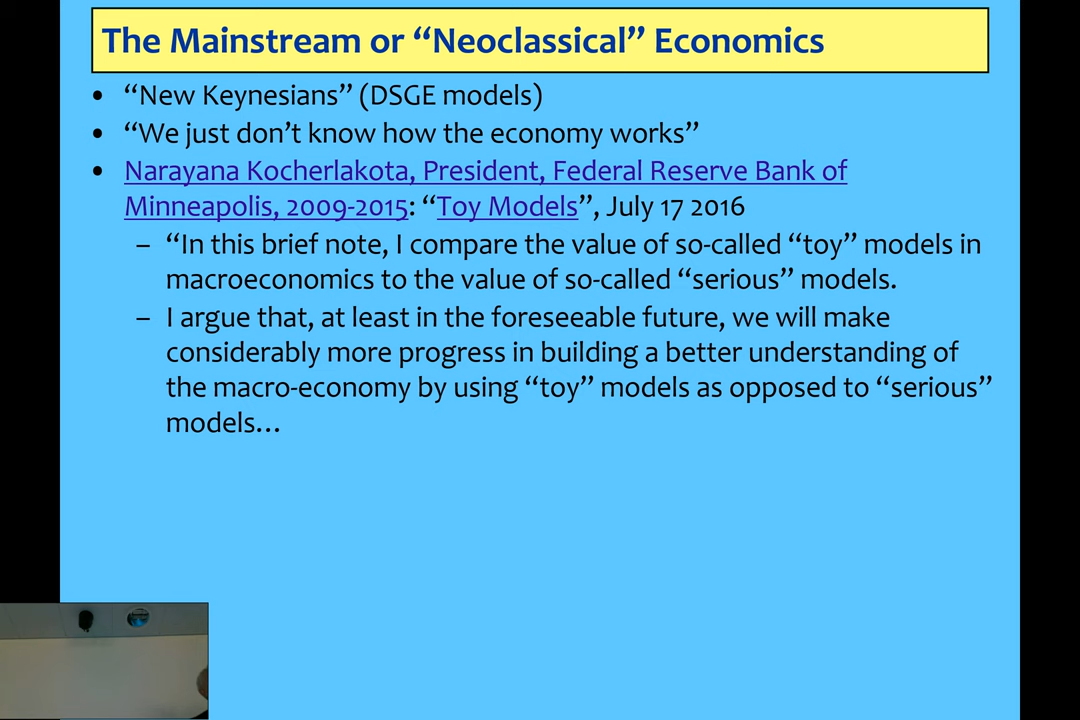 The Mainstream or “Neoclassical” Economics
• “New Keynesians” (DSGE models)
• “We just don’t know how the economy works”
• Narayana Kocherlakota, President, Federal Reserve Bank of
Minneapolis, 2009-2015: “Toy Models”, July 17 2016
– “In this brief note, I compare the value of so-called “toy” models in
macroeconomics to the value of so-called “serious” models.
– I argue that, at least in the foreseeable future, we will make
considerably more progress in building a better understanding of
the macro-economy by using “toy” models as opposed to “serious”
models…